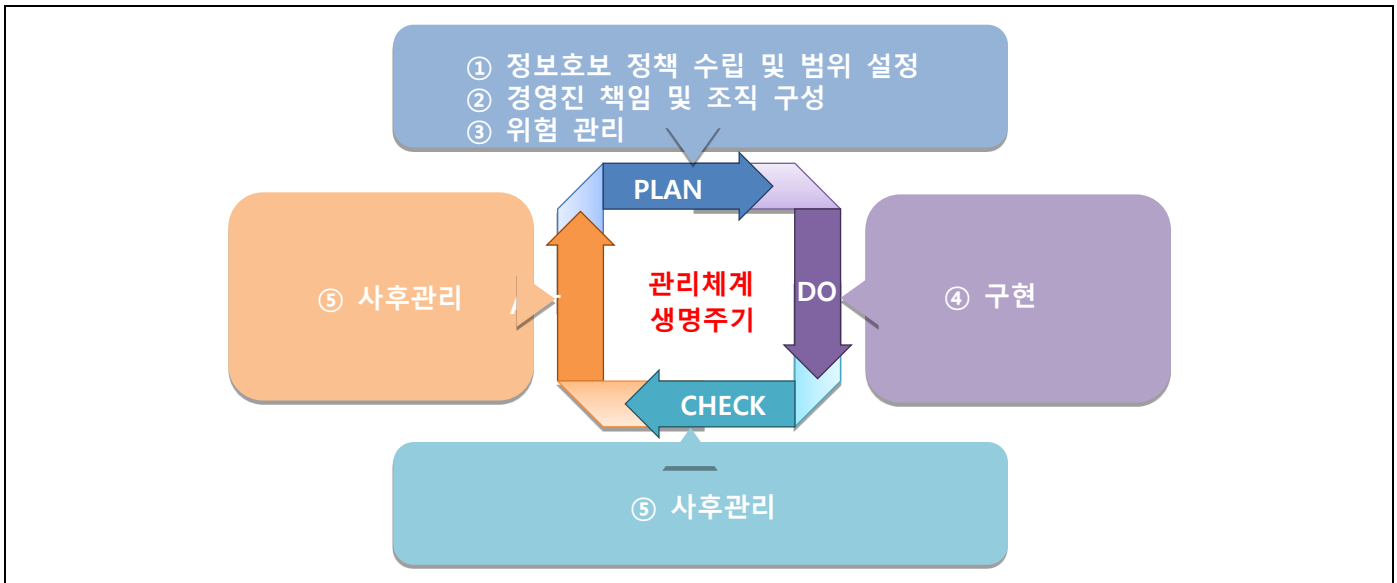 ① 정보호보 정책 수립 및 범위 설정
② 경영진 책임 및 조직 구성
③ 위험 관리
PLAN
⑤ 사후관리
관리체계
생명주기
DO
④ 구현
CHECK
⑤ 사후관리